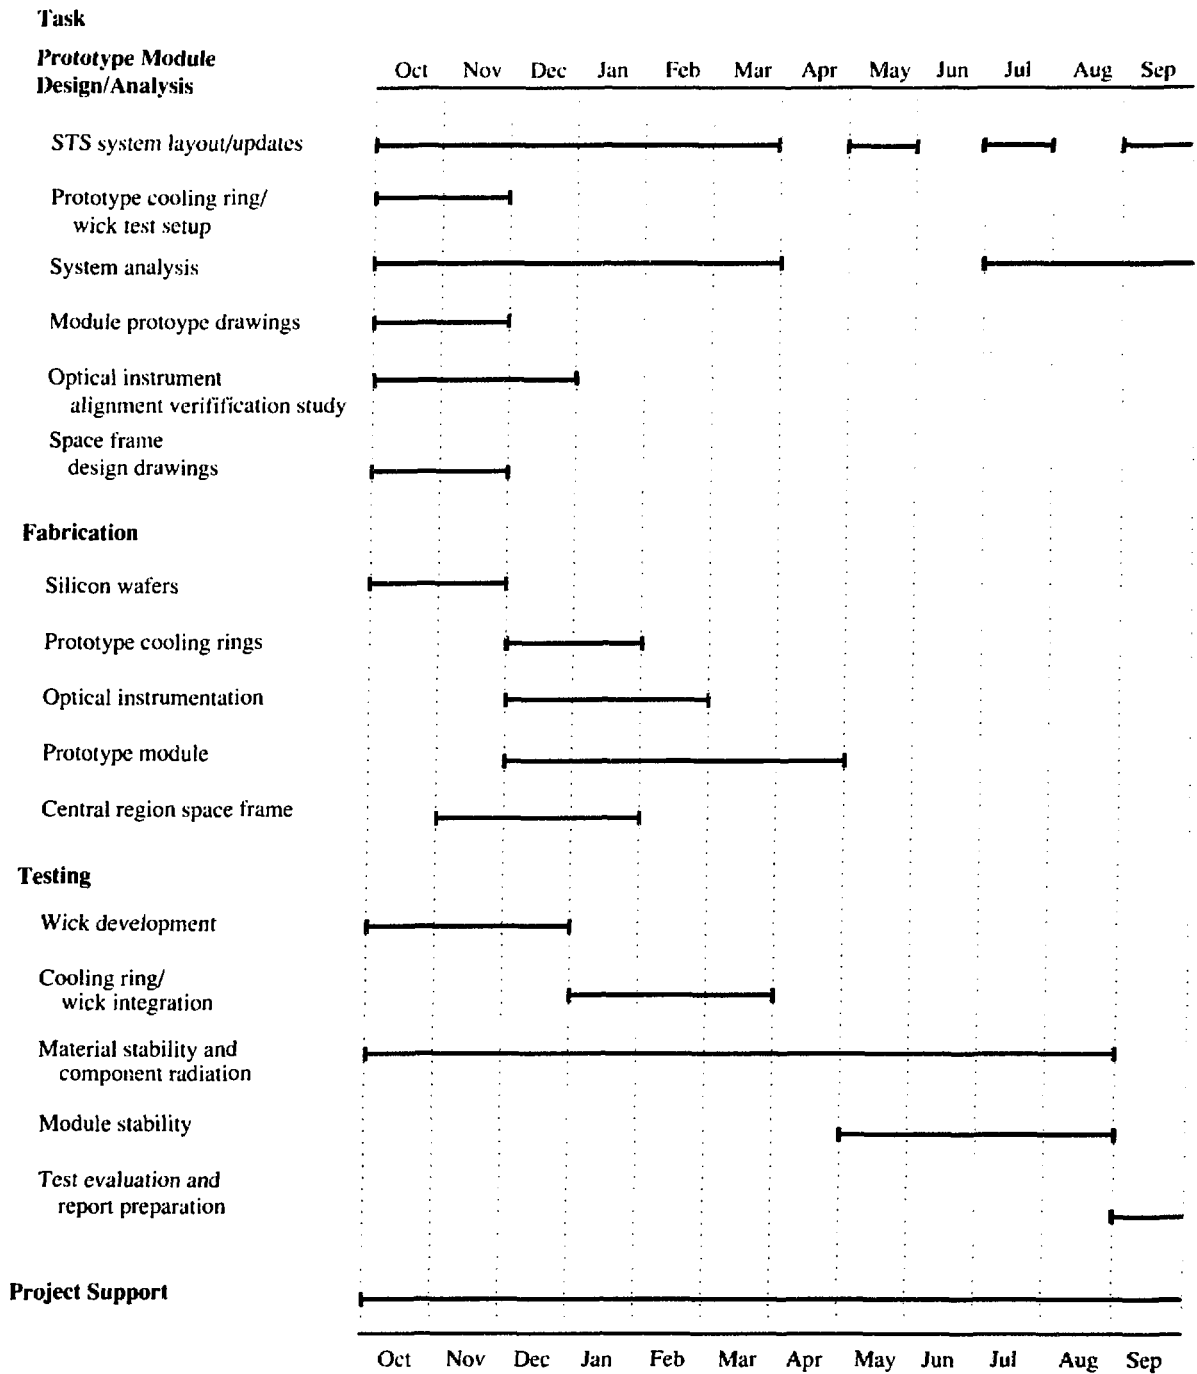 Task
Prototype Module
Design/Analysis
Oct Nov Dec Jan Feb Mar Apr May Jun Jul Aug Sep
STS system layout/updates
Prototype cooling ring/
wick test setup
System analysis
Module protoype drawings
Optical instrument
alignment verifification study
Space frame
design drawings
Fabrication
Silicon wafers
Prototype cooling rings
Optical instrumentation
Prototype module
Central region space frame
Testing
Wick development
Cooling ring/
wick integration
Material stability and
component radiation
Module stability
Test evaluation and
report preparation
Project Support
Oct Nov Dec Jan Feb Mar Apr May Jun Jul Aug Sep